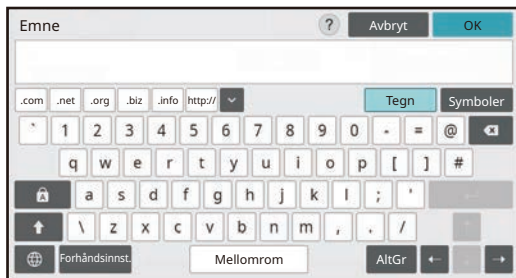 Emne ? Avbryt OK
.com .net .org .biz .info http:// Tegn Symboler
` 1 2 3 4 5 6 7 8 9 0 - = @
q w e r t y u i o p [ ] #
A a s d f g h j k l ; '
\ z x c v b n m , . /
Forhåndsinnst. Mellomrom AltGr